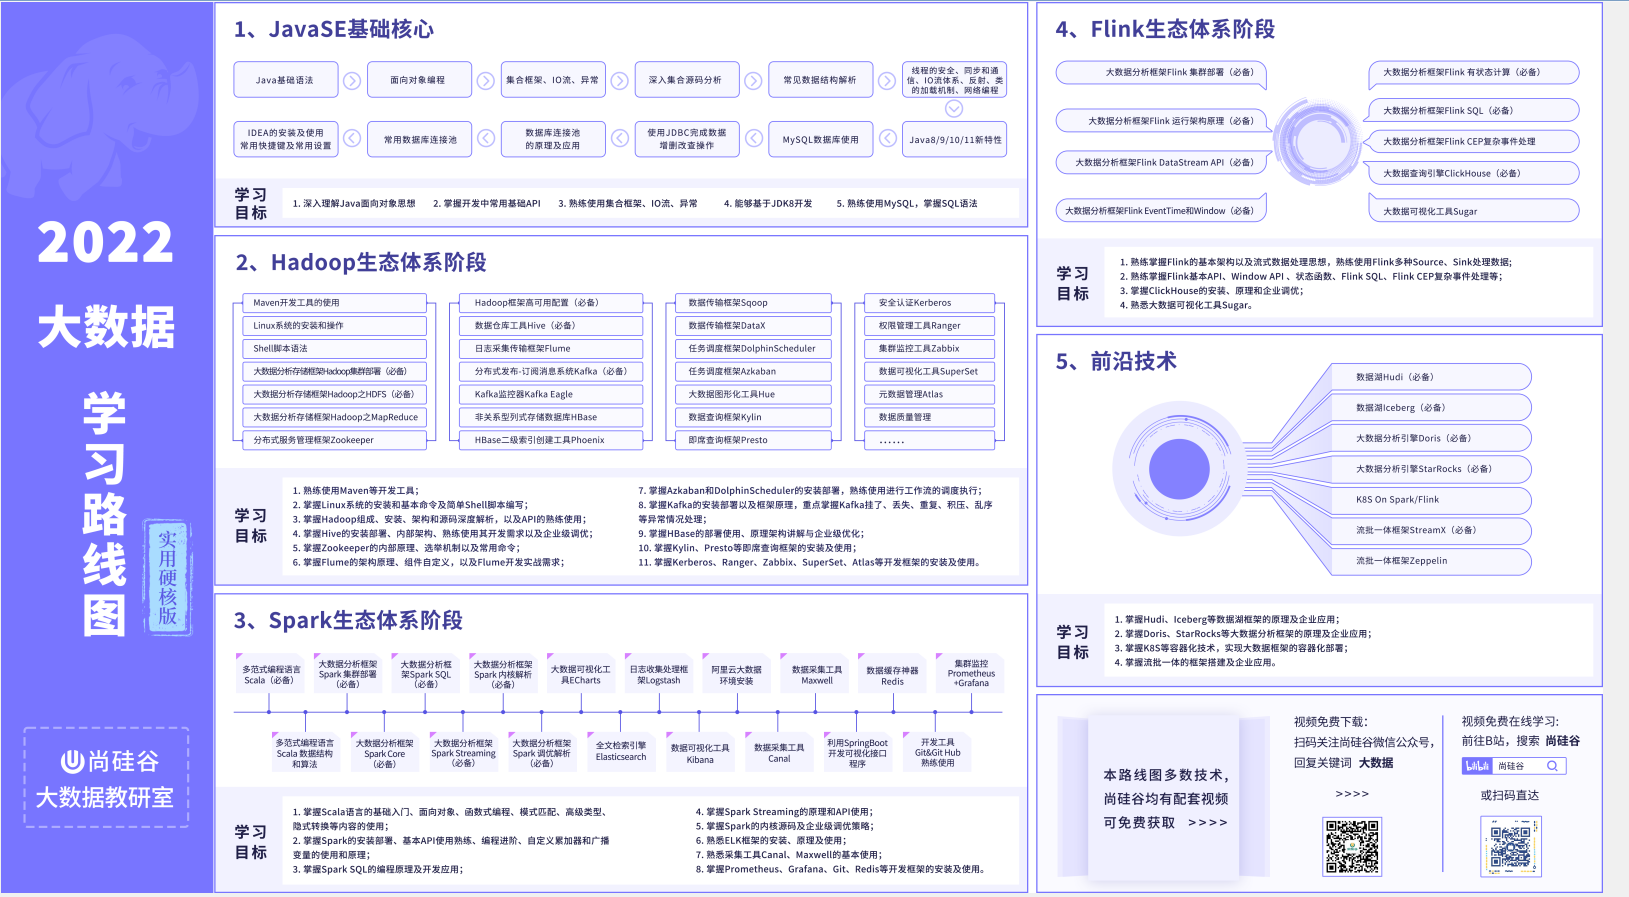 2022
大数据
学习路线图
实用硬核版
尚硅谷
大数据教研室
1、JavaSE基础核心
Java基础语法
面向对象编程
集合框架、IO流、异常
深入集合源码分析
常见数据结构解析
线程的安全、同步和通
信、IO流体系、反射、类
的加载机制、网络编程
IDEA的安装及使用
常用快捷键及常用设置
常用数据库连接池
数据库连接池
的原理及应用
使用JDBC完成数据
增删改查操作
MySQL数据库使用
Java8/9/10/11新特性
学习
目标
1. 深入理解Java面向对象思想
2. 掌握开发中常用基础API
3. 熟练使用集合框架、IO流、异常
4. 能够基于JDK8开发
5. 熟练使用MySQL，掌握SQL语法
2、Hadoop生态体系阶段
Maven开发工具的使用
Linux系统的安装和操作
Shell脚本语法
大数据分析存储框架Hadoop集群部署（必备）
大数据分析存储框架Hadoop之HDFS（必备）
大数据分析存储框架Hadoop之MapReduce
分布式服务管理框架Zookeeper
Hadoop框架高可用配置（必备）
数据仓库工具Hive（必备）
日志采集传输框架Flume
分布式发布-订阅消息系统Kafka（必备）
Kafka监控器Kafka Eagle
非关系型列式存储数据库HBase
HBase二级索引创建工具Phoenix
数据传输框架Sqoop
数据传输框架DataX
任务调度框架DolphinScheduler
任务调度框架Azkaban
大数据图形化工具Hue
数据查询框架Kylin
即席查询框架Presto
安全认证Kerberos
权限管理工具Ranger
集群监控工具Zabbix
数据可视化工具SuperSet
元数据管理Atlas
数据质量管理
......
学习
目标
1. 熟练使用Maven等开发工具；
2. 掌握Linux系统的安装和基本命令及简单Shell脚本编写；
3. 掌握Hadoop组成、安装、架构和源码深度解析，以及API的熟练使用；
4. 掌握Hive的安装部署、内部架构、熟练使用其开发需求以及企业级调优；
5. 掌握Zookeeper的内部原理、选举机制以及常用命令；
6. 掌握Flume的架构原理、组件自定义，以及Flume开发实战需求；
7. 掌握Azkaban和DolphinScheduler的安装部署，熟练使用进行工作流的调度执行；
8. 掌握Kafka的安装部署以及框架原理，重点掌握Kafka挂了、丢失、重复、积压、乱序
等异常情况处理；
9. 掌握HBase的部署使用、原理架构讲解与企业级优化；
10. 掌握Kylin、Presto等即席查询框架的安装及使用；
11. 掌握Kerberos、Ranger、Zabbix、SuperSet、Atlas等开发框架的安装及使用。
3、Spark生态体系阶段
多范式编程语言
Scala（必备）
大数据分析框架
Spark 集群部署
（必备）
大数据分析框
架Spark SQL
（必备）
大数据分析框架
Spark 内核解析
（必备）
大数据可视化工
具ECharts
日志收集处理框
架Logstash
阿里云大数据
环境安装
数据采集工具
Maxwell
数据缓存神器
Redis
集群监控
Prometheus
+Grafana
多范式编程语言
Scala 数据结构
和算法
大数据分析框架
Spark Core
（必备）
大数据分析框架
Spark Streaming
（必备）
大数据分析框架
Spark 调优解析
（必备）
全文检索引擎
Elasticsearch
数据可视化工具
Kibana
数据采集工具
Canal
利用SpringBoot
开发可视化接口
程序
开发工具
Git&Git Hub
熟练使用
学习
目标
1. 掌握Scala语言的基础入门、面向对象、函数式编程、模式匹配、高级类型、
隐式转换等内容的使用；
2. 掌握Spark的安装部署、基本API使用熟练、编程进阶、自定义累加器和广播
变量的使用和原理；
3. 掌握Spark SQL的编程原理及开发应用；
4. 掌握Spark Streaming的原理和API使用；
5. 掌握Spark的内核源码及企业级调优策略；
6. 熟悉ELK框架的安装、原理及使用；
7. 熟悉采集工具Canal、Maxwell的基本使用；
8. 掌握Prometheus、Grafana、Git、Redis等开发框架的安装及使用。
4、Flink生态体系阶段
大数据分析框架Flink 集群部署（必备）
大数据分析框架Flink 运行架构原理（必备）
大数据分析框架Flink DataStream API（必备）
大数据分析框架Flink EventTime和Window（必备）
大数据分析框架Flink 有状态计算（必备）
大数据分析框架Flink SQL（必备）
大数据分析框架Flink CEP复杂事件处理
大数据查询引擎ClickHouse（必备）
大数据可视化工具Sugar
学习
目标
1. 熟练掌握Flink的基本架构以及流式数据处理思想，熟练使用Flink多种Source、Sink处理数据；
2. 熟练掌握Flink基本API、Window API 、状态函数、Flink SQL、Flink CEP复杂事件处理等；
3. 掌握ClickHouse的安装、原理和企业调优；
4. 熟悉大数据可视化工具Sugar。
5、前沿技术
数据湖Hudi（必备）
数据湖Iceberg（必备）
大数据分析引擎Doris（必备）
大数据分析引擎StarRocks（必备）
K8S On Spark/Flink
流批一体框架StreamX（必备）
流批一体框架Zeppelin
学习
目标
1. 掌握Hudi、Iceberg等数据湖框架的原理及企业应用；
2. 掌握Doris、StarRocks等大数据分析框架的原理及企业应用；
3. 掌握K8S等容器化技术，实现大数据框架的容器化部署；
4. 掌握流批一体的框架搭建及企业应用。
本路线图多数技术，
尚硅谷均有配套视频
可免费获取 >>>>
视频免费下载：
扫码关注尚硅谷微信公众号，
回复关键词 大数据
>>>>
视频免费在线学习:
前往B站，搜索 尚硅谷
bilibili 尚硅谷
或扫码直达